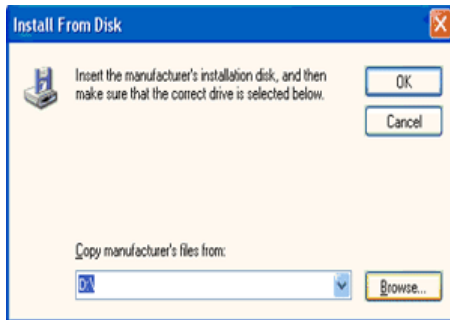 Install From Disk
Insert the manufacturer's installation disk, and then
make sure that the correct drive is selected below.
OK
Cancel
Copy manufacturer's files from:
D:\
Browse...